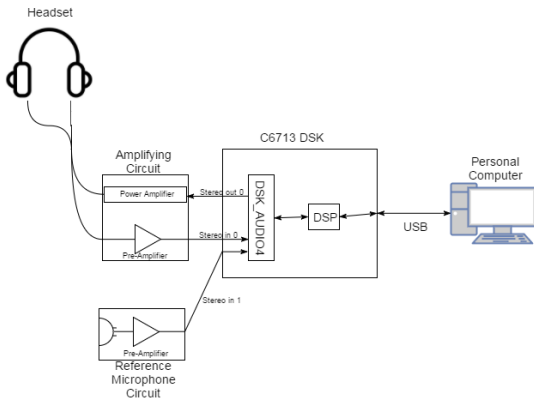 Headset
C6713 DSK
Amplifying
Circuit
Personal
Computer
Power Amplifier
Stereo out 0
DSK_AUDIO4
DSP
USB
Stereo in 0
Pre-Amplifier
Stereo in 1
Pre-Amplifier
Reference
Microphone
Circuit